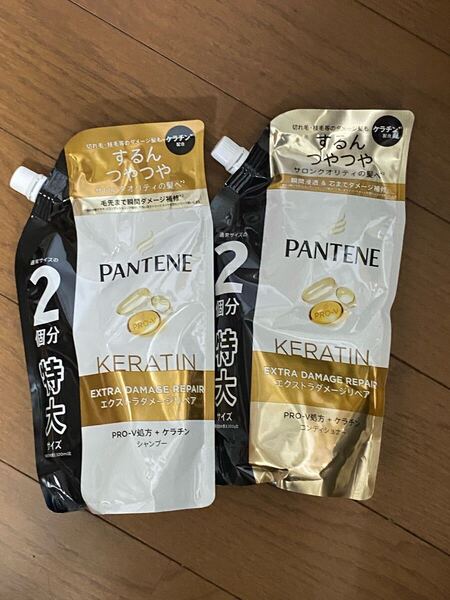 切れ毛・枝毛等のダメージ髪も
ケラチン
配合
するん
つやつや
サロンクオリティの髪へ
毛先まで瞬間ダメージ補修
通常サイズの
2
個分
特大
サイズ
PANTENE
PRO-V
KERATIN
EXTRA DAMAGE REPAIR
エクストラダメージリペア
PRO-V処方 + ケラチン
シャンプー
切れ毛・枝毛等のダメージ髪も
ケラチン
配合
するん
つやつや
サロンクオリティの髪へ
瞬間浸透 & 芯までダメージ補修
2
個分
特大
サイズ
PANTENE
PRO-V
KERATIN
EXTRA DAMAGE REPAIR
エクストラダメージリペア
PRO-V処方 + ケラチン
コンディショナー